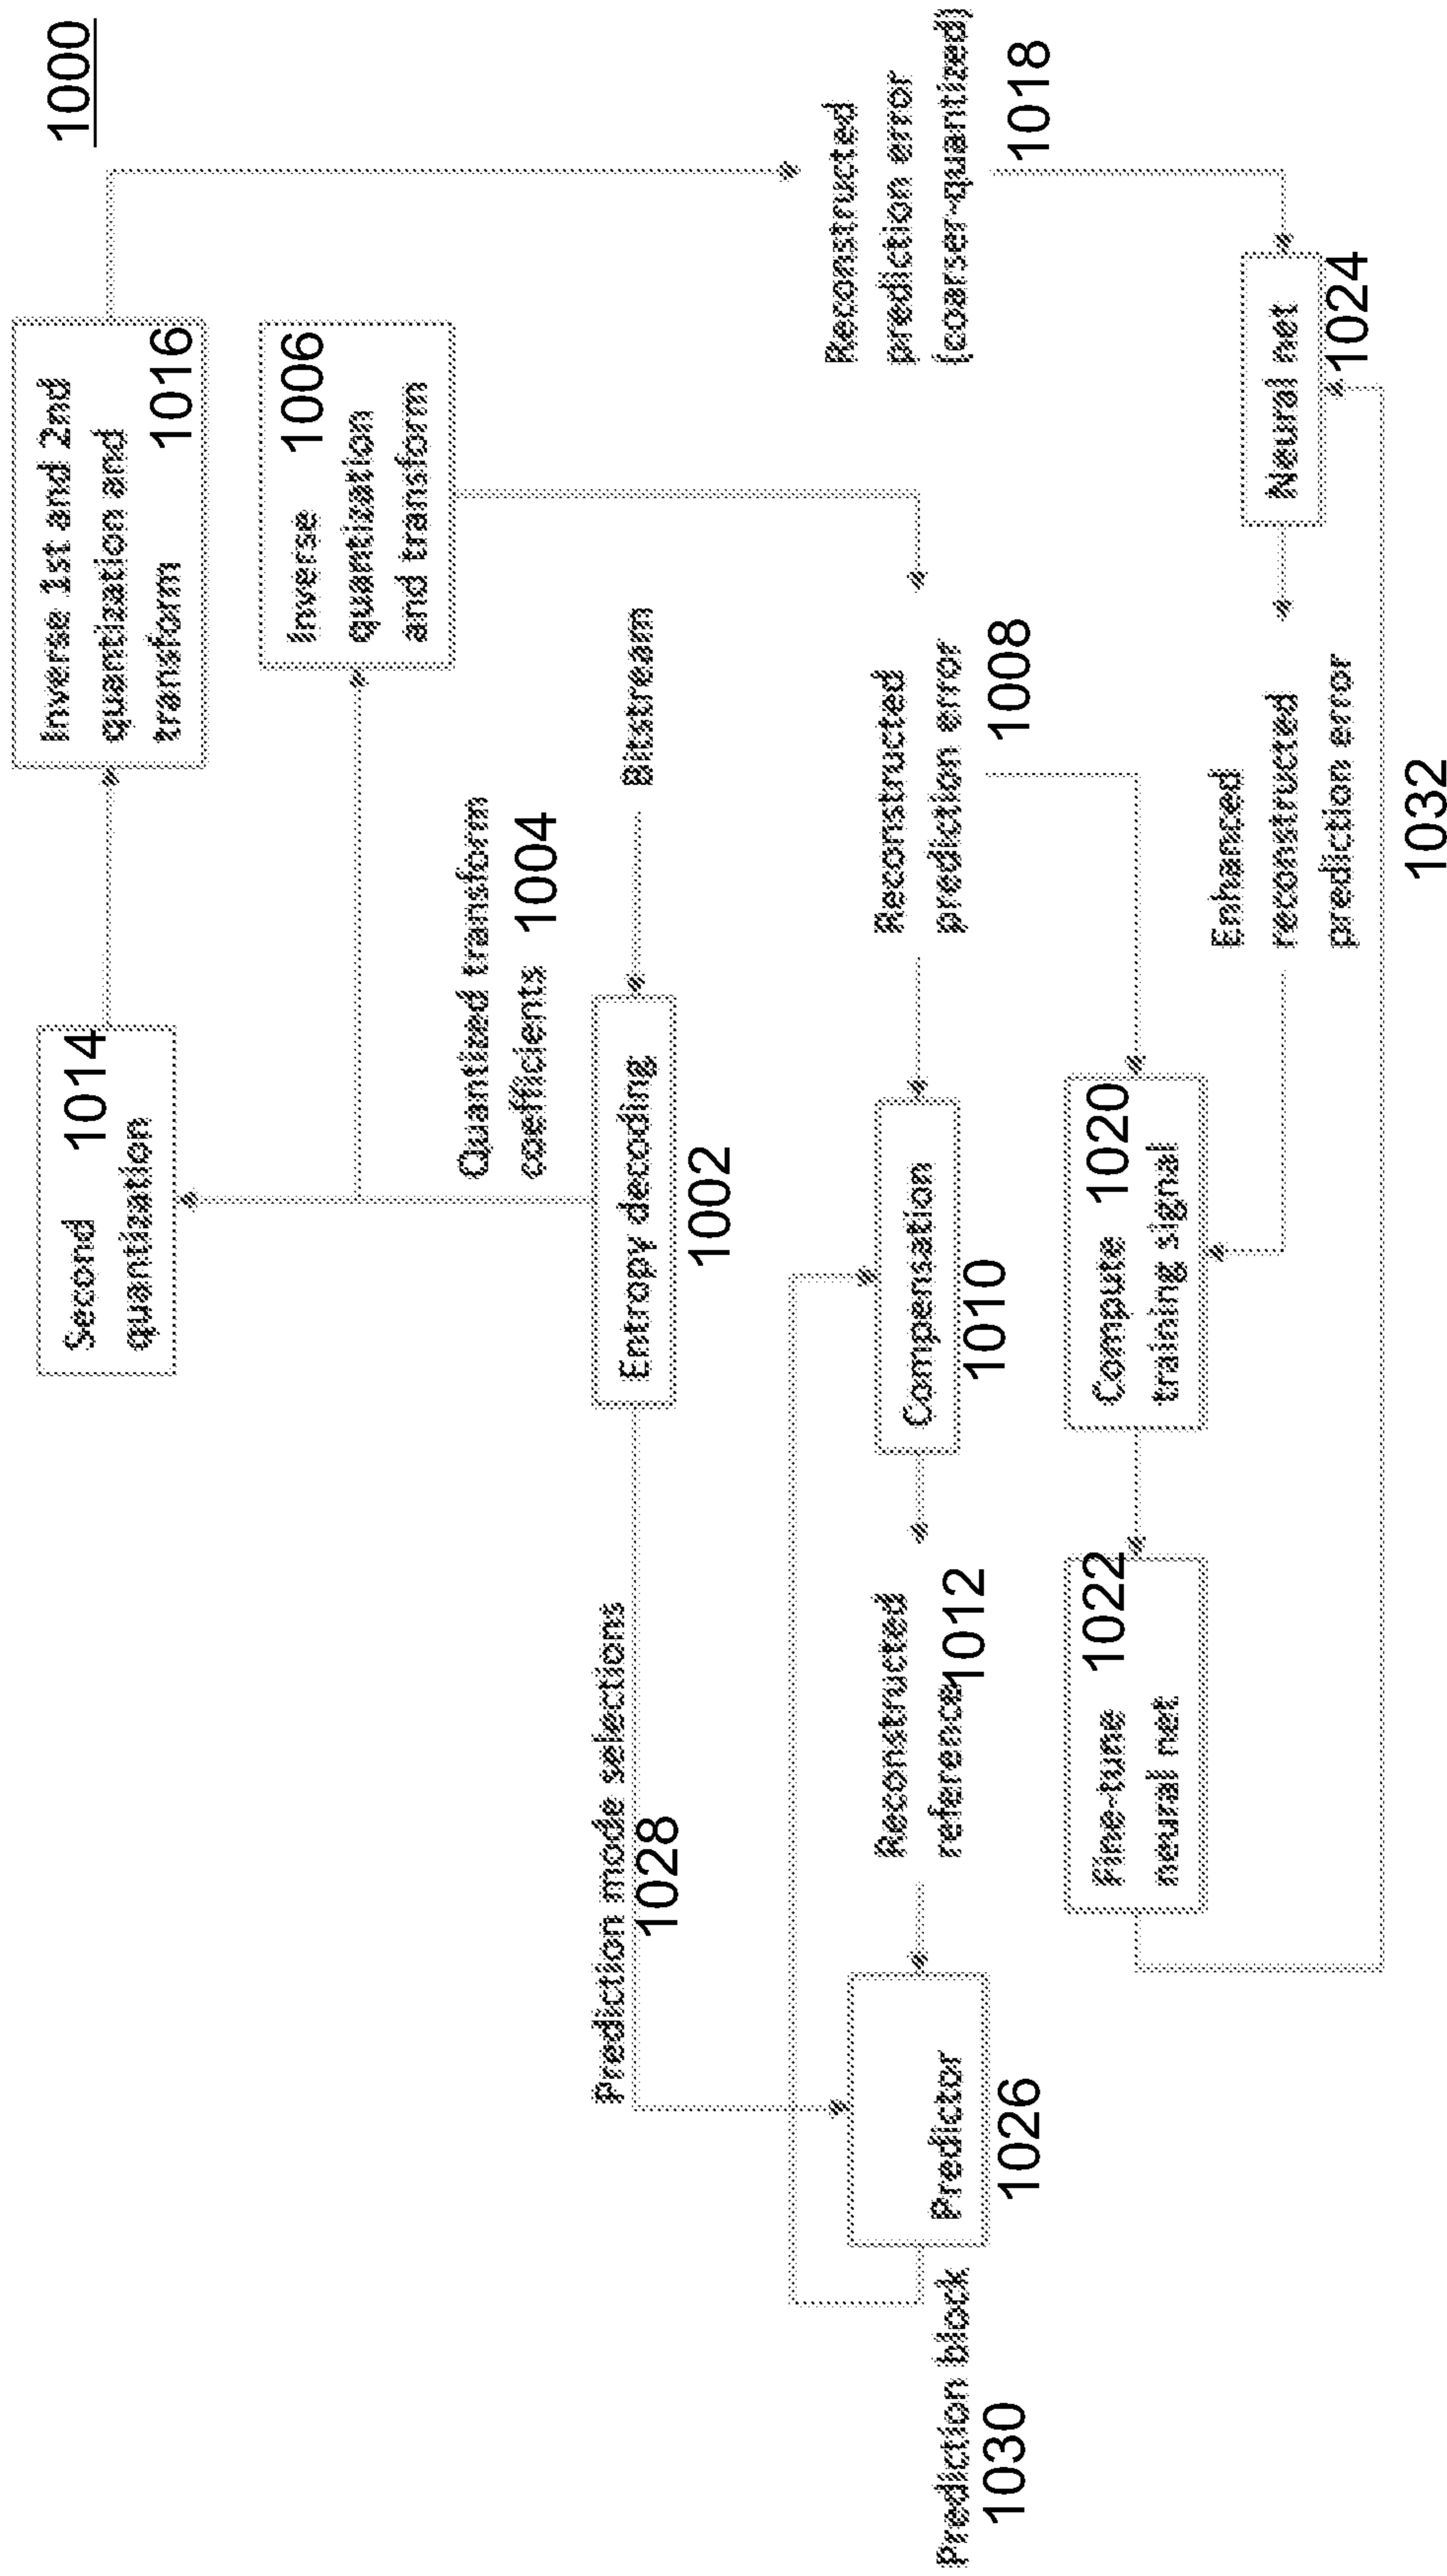 1000
Second 1014
quantization
Inverse 1st and 2nd
quantization and
transform 1016
Inverse 1006
quantization
and transform
Quantized transform
coefficients 1004
Prediction mode selections
1028
Entropy decoding
1002
Bitstream
Prediction block
1030
Predictor
1026
Reconstructed
reference 1012
Compensation
1010
Reconstructed
prediction error
1008
Reconstructed
prediction error
(coarser-quantized)
1018
Fine-tune 1022
neural net
Compute 1020
training signal
Enhanced
reconstructed
prediction error
Neural net
1024
1032